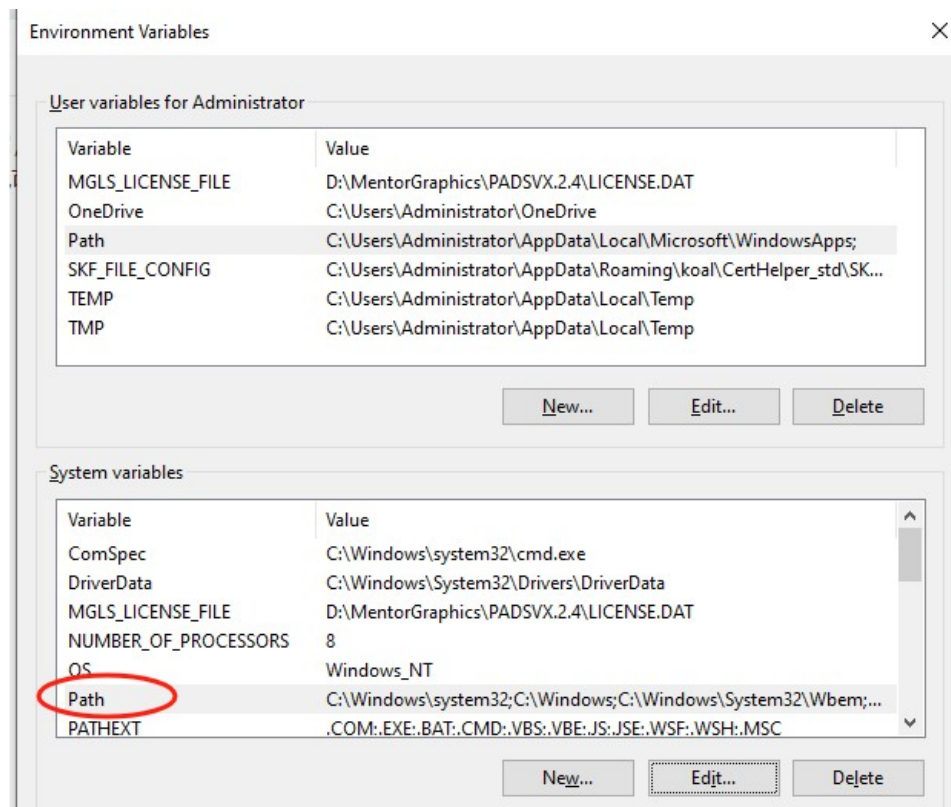 Environment Variables
User variables for Administrator
Variable Value
MGLS_LICENSE_FILE D:\MentorGraphics\PADSVX.2.4\LICENSE.DAT
OneDrive C:\Users\Administrator\OneDrive
Path C:\Users\Administrator\AppData\Local\Microsoft\WindowsApps;
SKF_FILE_CONFIG C:\Users\Administrator\AppData\Roaming\koal\CertHelper_std\SK...
TEMP C:\Users\Administrator\AppData\Local\Temp
TMP C:\Users\Administrator\AppData\Local\Temp
New... Edit... Delete
System variables
Variable Value
ComSpec C:\Windows\system32\cmd.exe
DriverData C:\Windows\System32\Drivers\DriverData
MGLS_LICENSE_FILE D:\MentorGraphics\PADSVX.2.4\LICENSE.DAT
NUMBER_OF_PROCESSORS 8
OS Windows_NT
Path C:\Windows\system32;C:\Windows;C:\Windows\System32\Wbem;...
PATHEXT .COM;.EXE;.BAT;.CMD;.VBS;.VBE;.JS;.JSE;.WSF;.WSH;.MSC
New... Edit... Delete